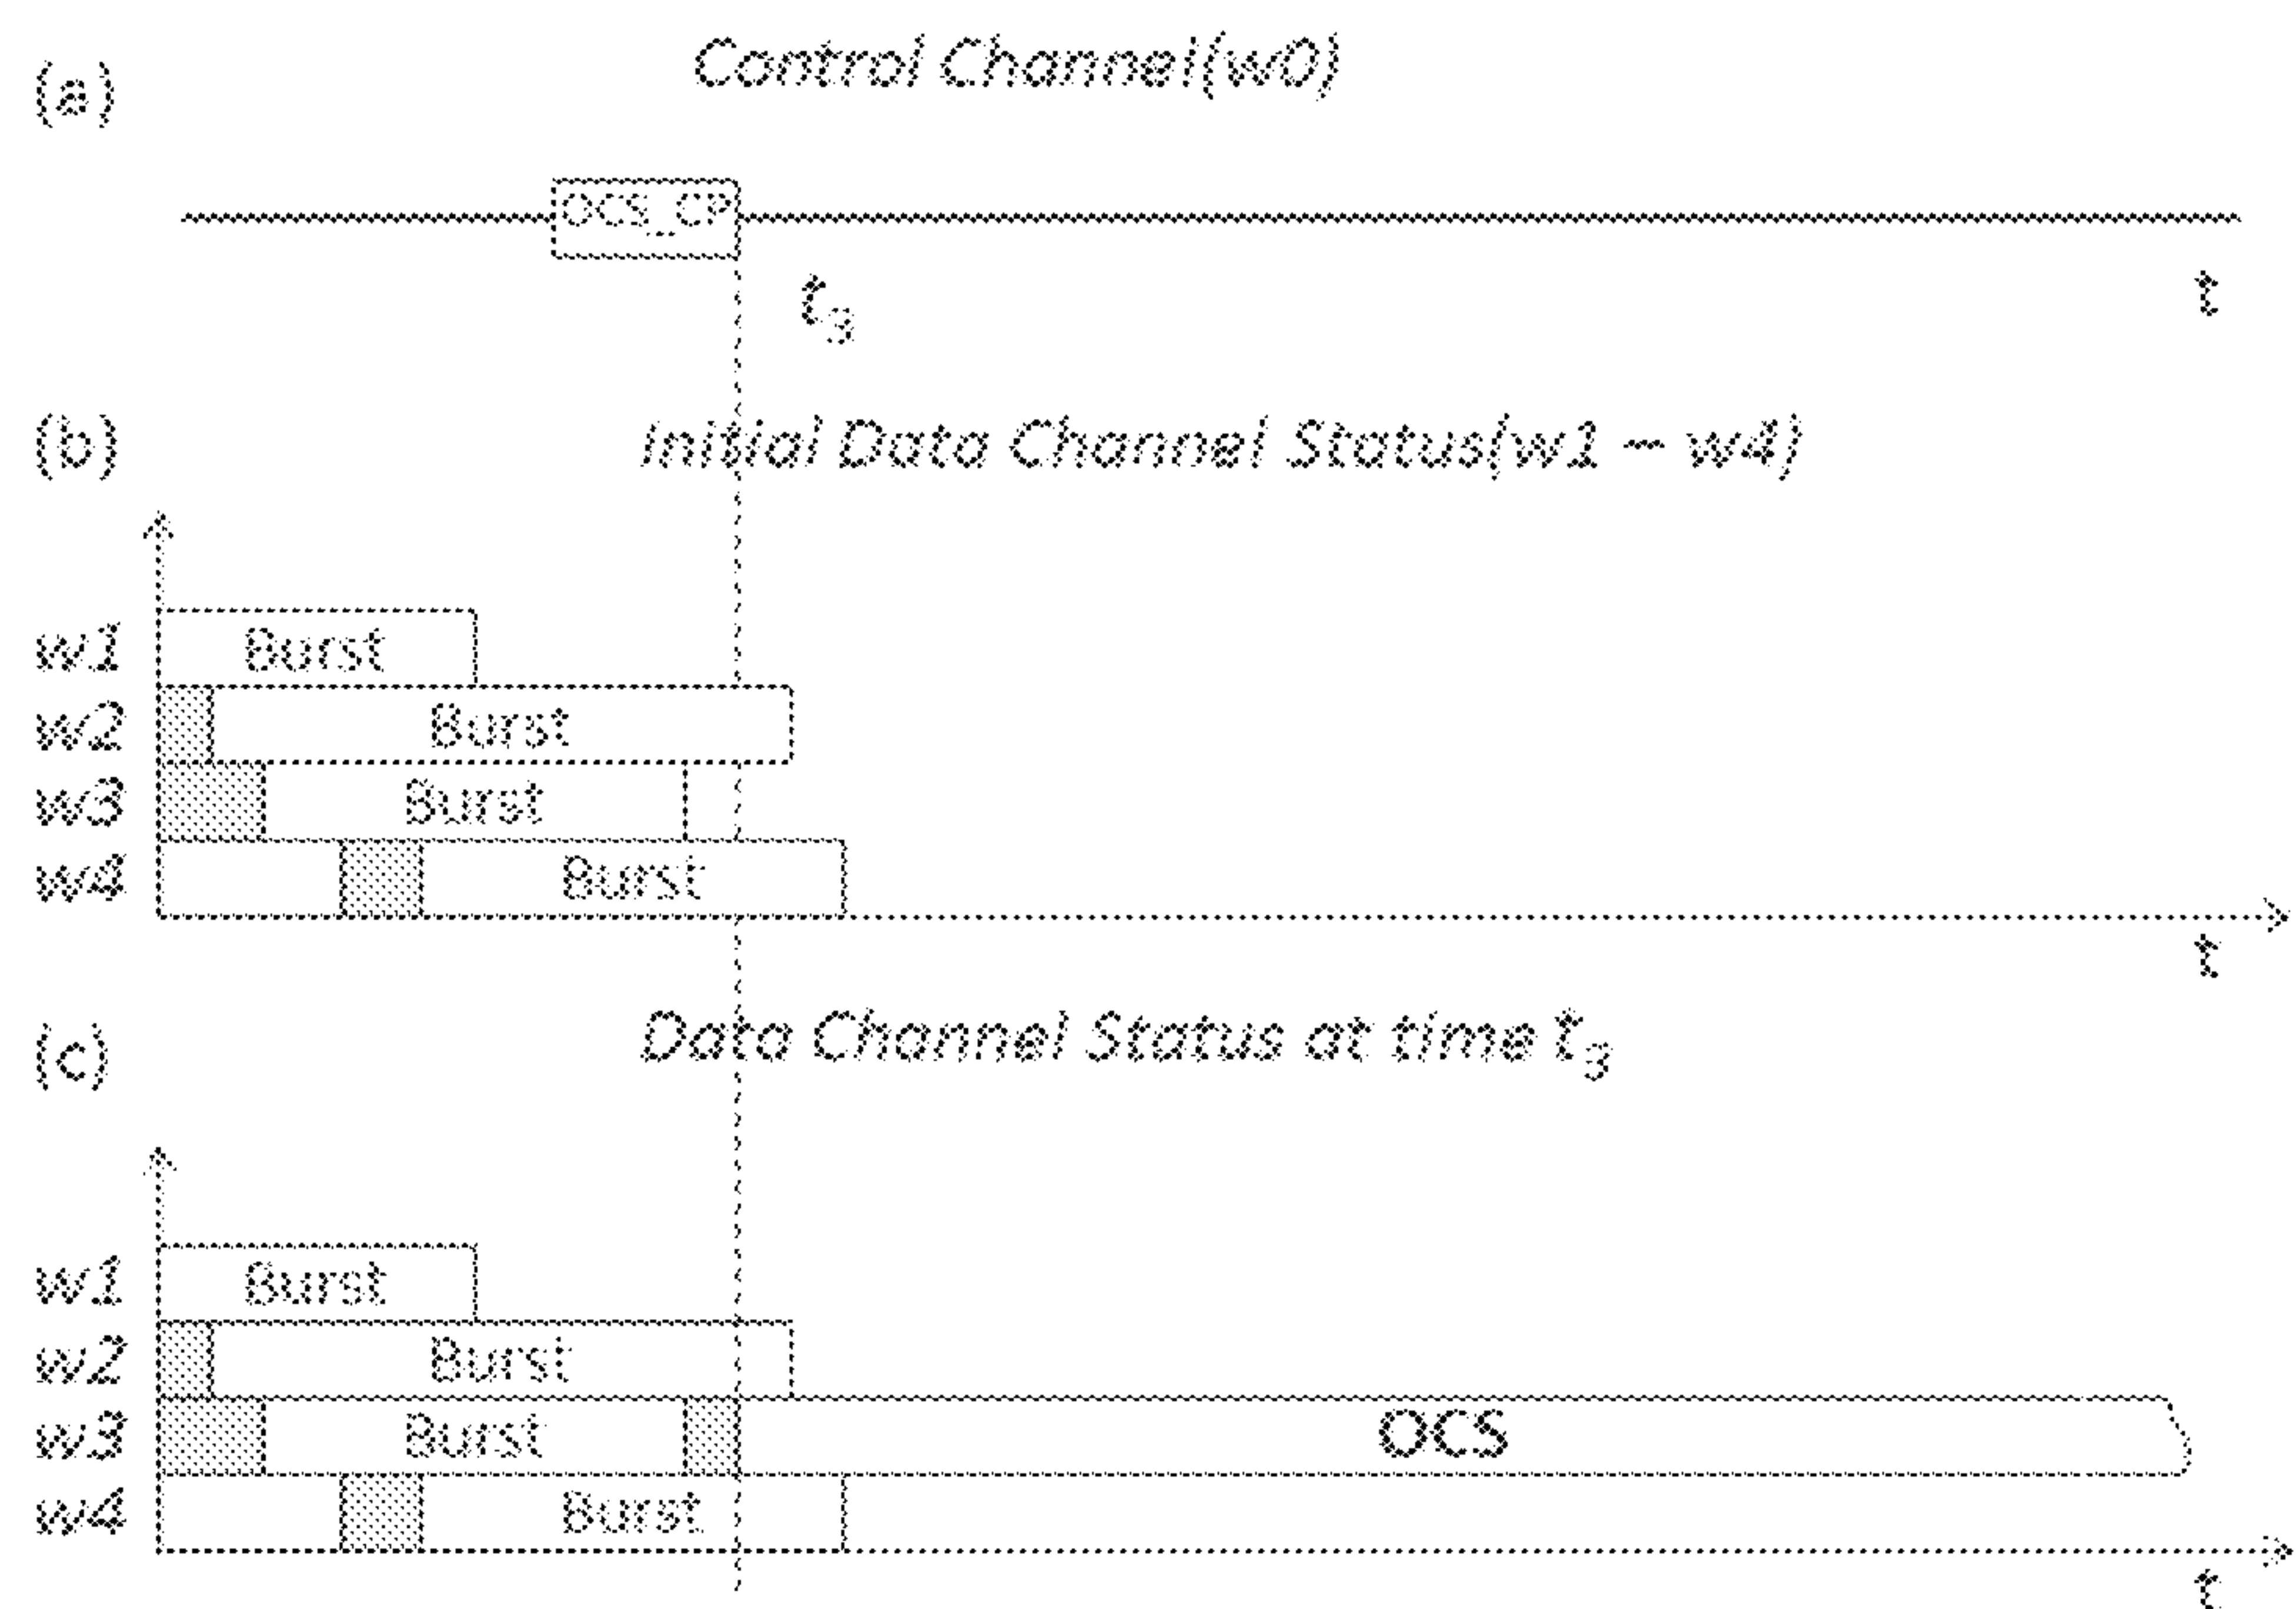 (a)
Control Channel(w0)
OCS_CP
t₃
t
(b)
Initial Data Channel Status(w1 – w4)
w1 Burst
w2 Burst
w3 Burst
w4 Burst
t
(c)
Data Channel Status at time t₃
w1 Burst
w2 Burst
w3 Burst OCS
w4 Burst
t